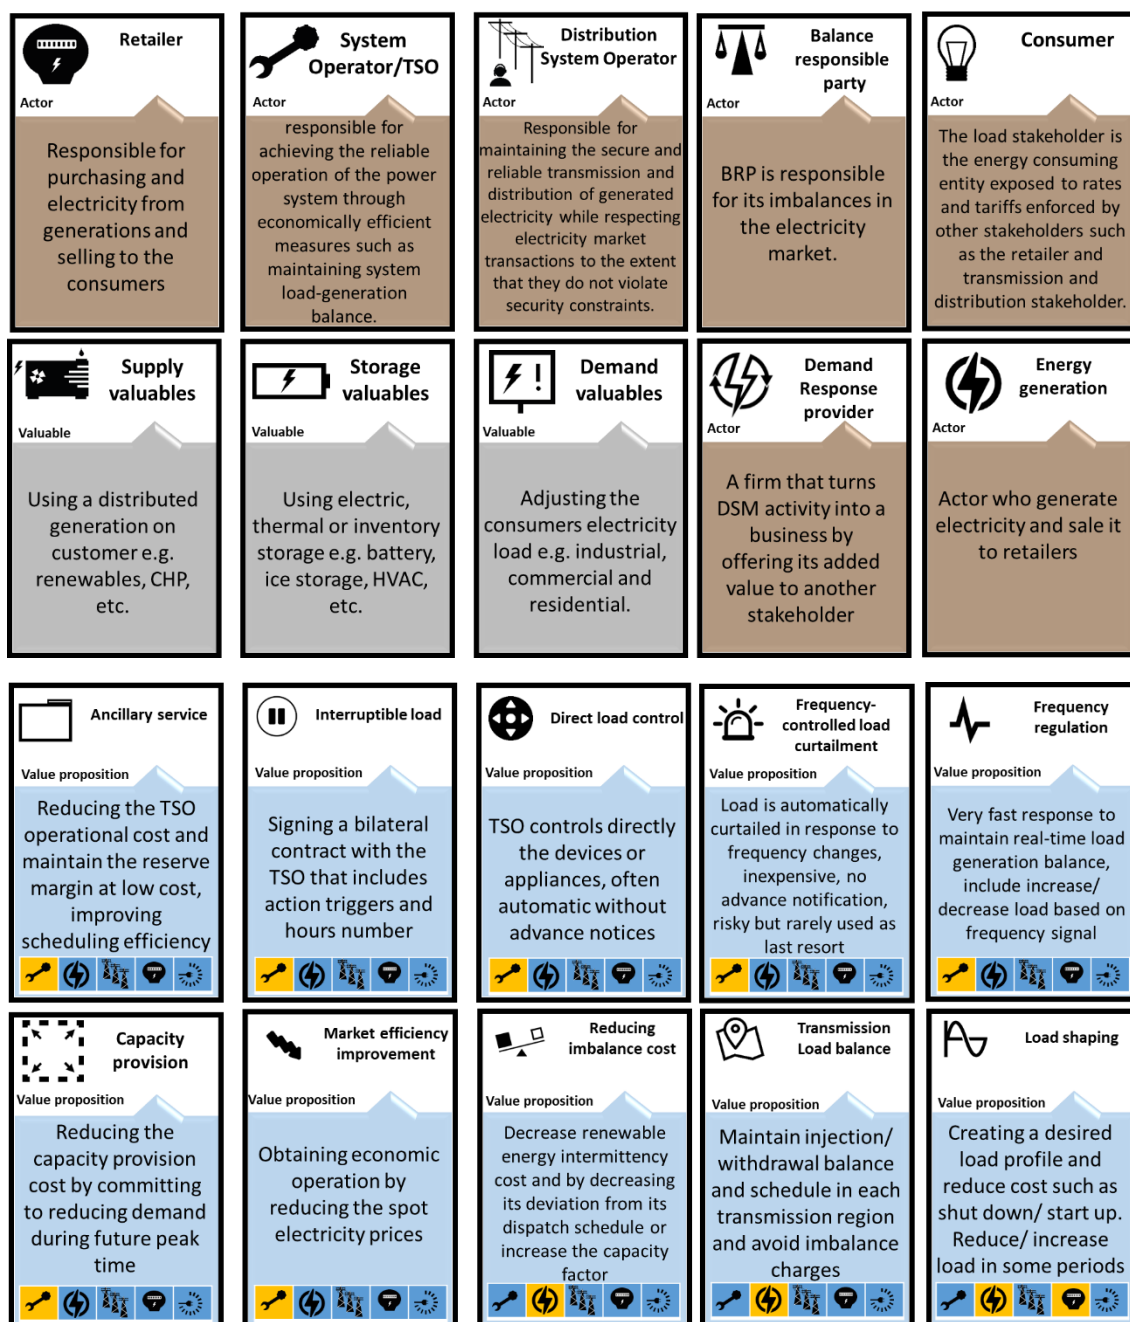 Retailer
Actor
Responsible for
purchasing and
electricity from
generations and
selling to the
consumers
System
Operator/TSO
Actor
responsible for
achieving the reliable
operation of the power
system through
economically efficient
measures such as
maintaining system
load-generation
balance.
Distribution
System Operator
Actor
Responsible for
maintaining the secure and
reliable transmission and
distribution of generated
electricity while respecting
electricity market
transactions to the extent
that they do not violate
security constraints.
Balance
responsible
party
Actor
BRP is responsible
for its imbalances in
the electricity
market.
Consumer
Actor
The load stakeholder is
the energy consuming
entity exposed to rates
and tariffs enforced by
other stakeholders such
as the retailer and
transmission and
distribution stakeholder.
Supply
valuables
Valuable
Using a distributed
generation on
customer e.g.
renewables, CHP,
etc.
Storage
valuables
Valuable
Using electric,
thermal or inventory
storage e.g. battery,
ice storage, HVAC,
etc.
Demand
valuables
Valuable
Adjusting the
consumers electricity
load e.g. industrial,
commercial and
residential.
Demand
Response
provider
Actor
A firm that turns
DSM activity into a
business by
offering its added
value to another
stakeholder
Energy
generation
Actor
Actor who generate
electricity and sale it
to retailers
Ancillary service
Value proposition
Reducing the TSO
operational cost and
maintain the reserve
margin at low cost,
improving
scheduling efficiency
Interruptible load
Value proposition
Signing a bilateral
contract with the
TSO that includes
action triggers and
hours number
Direct load control
Value proposition
TSO controls directly
the devices or
appliances, often
automatic without
advance notices
Frequency-
controlled load
curtailment
Value proposition
Load is automatically
curtailed in response to
frequency changes,
inexpensive, no
advance notification,
risky but rarely used as
last resort
Frequency
regulation
Value proposition
Very fast response to
maintain real-time load
generation balance,
include increase/
decrease load based on
frequency signal
Capacity
provision
Value proposition
Reducing the
capacity provision
cost by committing
to reducing demand
during future peak
time
Market efficiency
improvement
Value proposition
Obtaining economic
operation by
reducing the spot
electricity prices
Reducing
imbalance cost
Value proposition
Decrease renewable
energy intermittency
cost and by decreasing
its deviation from its
dispatch schedule or
increase the capacity
factor
Transmission
Load balance
Value proposition
Maintain injection/
withdrawal balance
and schedule in each
transmission region
and avoid imbalance
charges
Load shaping
Value proposition
Creating a desired
load profile and
reduce cost such as
shut down/ start up.
Reduce/ increase
load in some periods